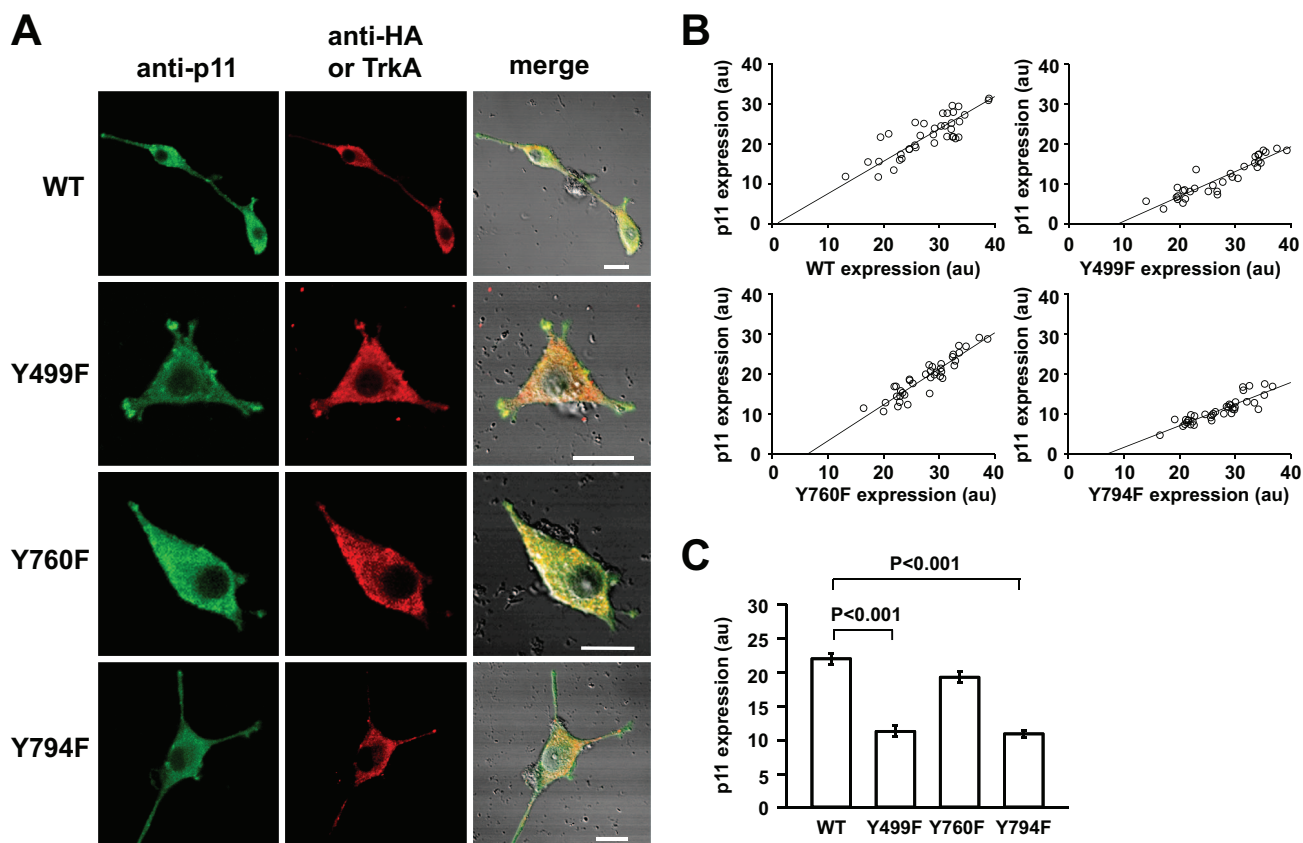 A
anti-p11
anti-HA
or TrkA
merge
WT
Y499F
Y760F
Y794F
B
p11 expression (au)
40
30
20
10
0
0 10 20 30 40
WT expression (au)
p11 expression (au)
40
30
20
10
0
0 10 20 30 40
Y499F expression (au)
p11 expression (au)
40
30
20
10
0
0 10 20 30 40
Y760F expression (au)
p11 expression (au)
40
30
20
10
0
0 10 20 30 40
Y794F expression (au)
C
P<0.001
P<0.001
p11 expression (au)
30
25
20
15
10
5
0
WT Y499F Y760F Y794F